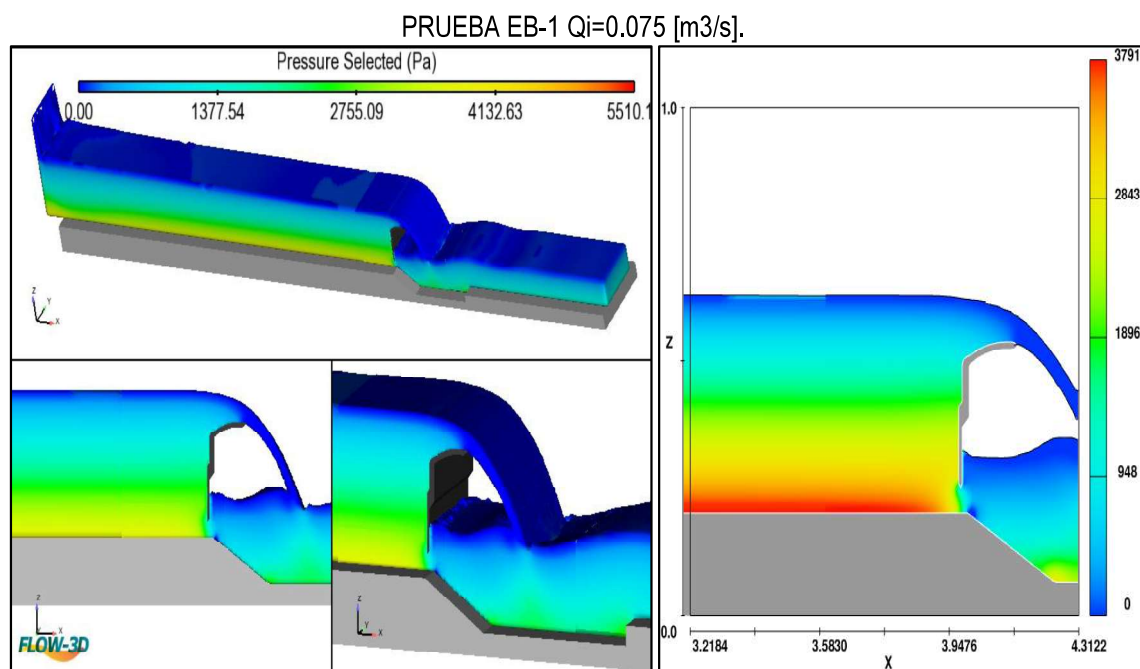 PRUEBA EB-1 Qi=0.075 [m3/s].
Pressure Selected (Pa)
0.00 1377.54 2755.09 4132.63 5510.1
z
y
x
z
x
FLOW-3D
z
x
3791
2843
1896
948
0
1.0
Z
0.0
3.2184 3.5830 3.9476 4.3122
X